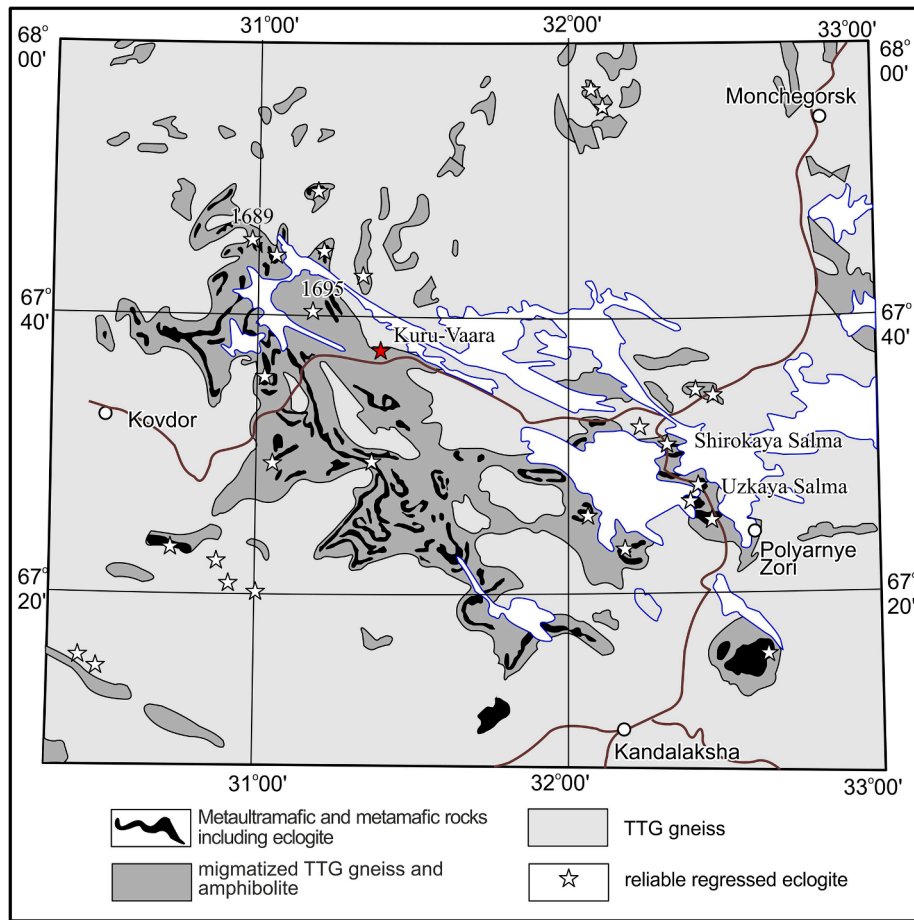 31°00'
32°00'
33°00'
68°
00'
68°
00'
Monchegorsk
1689
1695
67°
40'
67°
40'
Kuru-Vaara
Kovdor
Shirokaya Salma
Uzkaya Salma
Polyarnye
Zori
67°
20'
67°
20'
Kandalaksha
31°00'
32°00'
33°00'
Metaultramafic and metamafic rocks
including eclogite
TTG gneiss
migmatized TTG gneiss and
amphibolite
reliable regressed eclogite